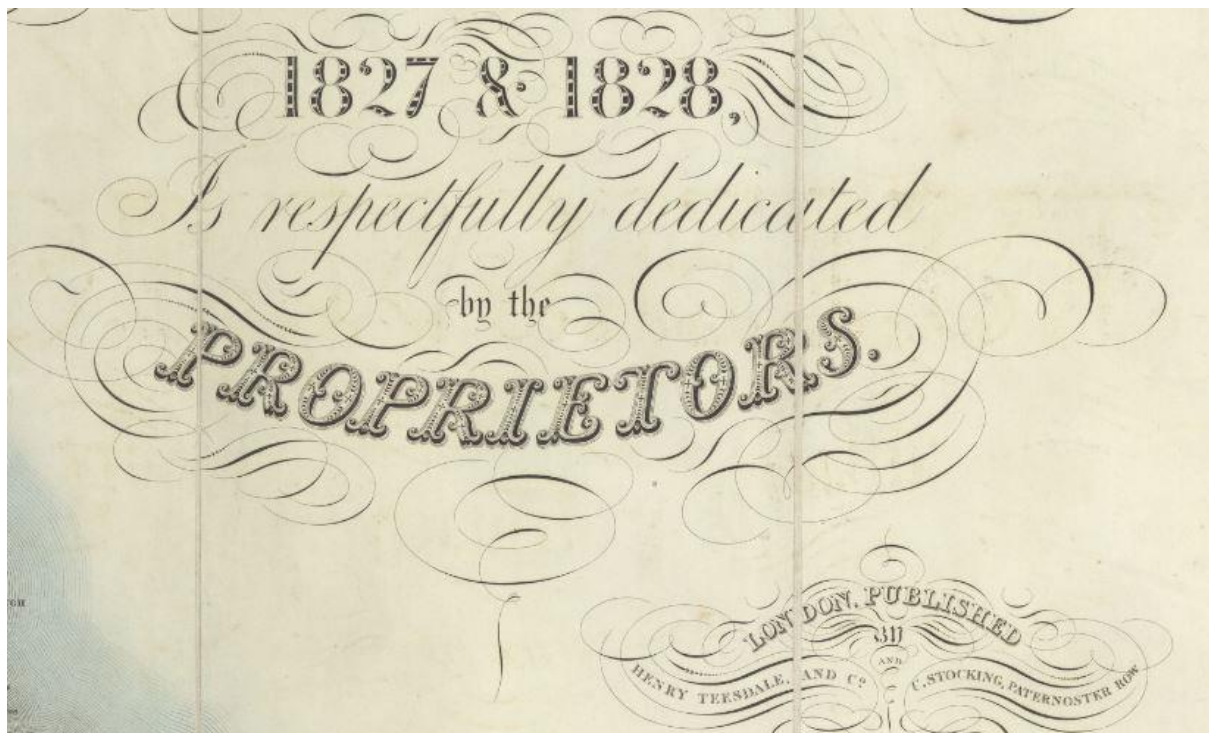 1827 & 1828,
Is respectfully dedicated
by the
PROPRIETORS.
LONDON, PUBLISHED
BY
HENRY TEESDALE, AND Co.
AND
C. STOCKING, PATERNOSTER ROW